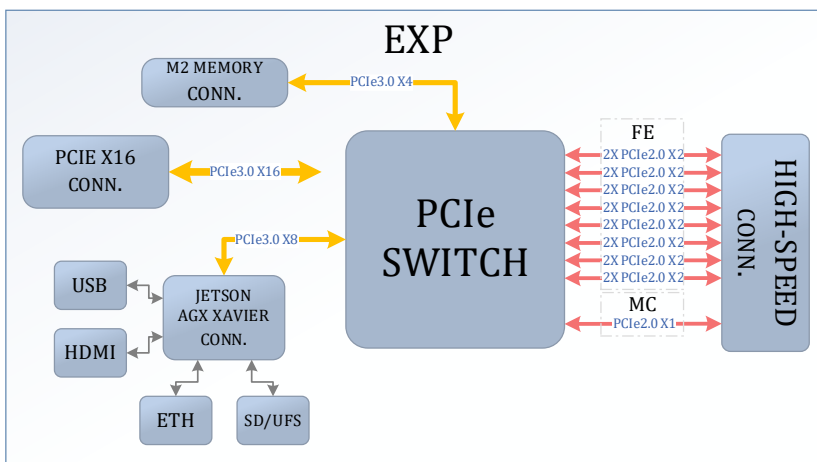 EXP
M2 MEMORY
CONN.
PCIe3.0 X4
PCIE X16
CONN.
PCIe3.0 X16
PCIe
SWITCH
FE
2X PCIe2.0 X2
2X PCIe2.0 X2
2X PCIe2.0 X2
2X PCIe2.0 X2
2X PCIe2.0 X2
2X PCIe2.0 X2
2X PCIe2.0 X2
2X PCIe2.0 X2
MC
PCIe2.0 X1
HIGH-SPEED
CONN.
PCIe3.0 X8
JETSON
AGX XAVIER
CONN.
USB
HDMI
ETH
SD/UFS